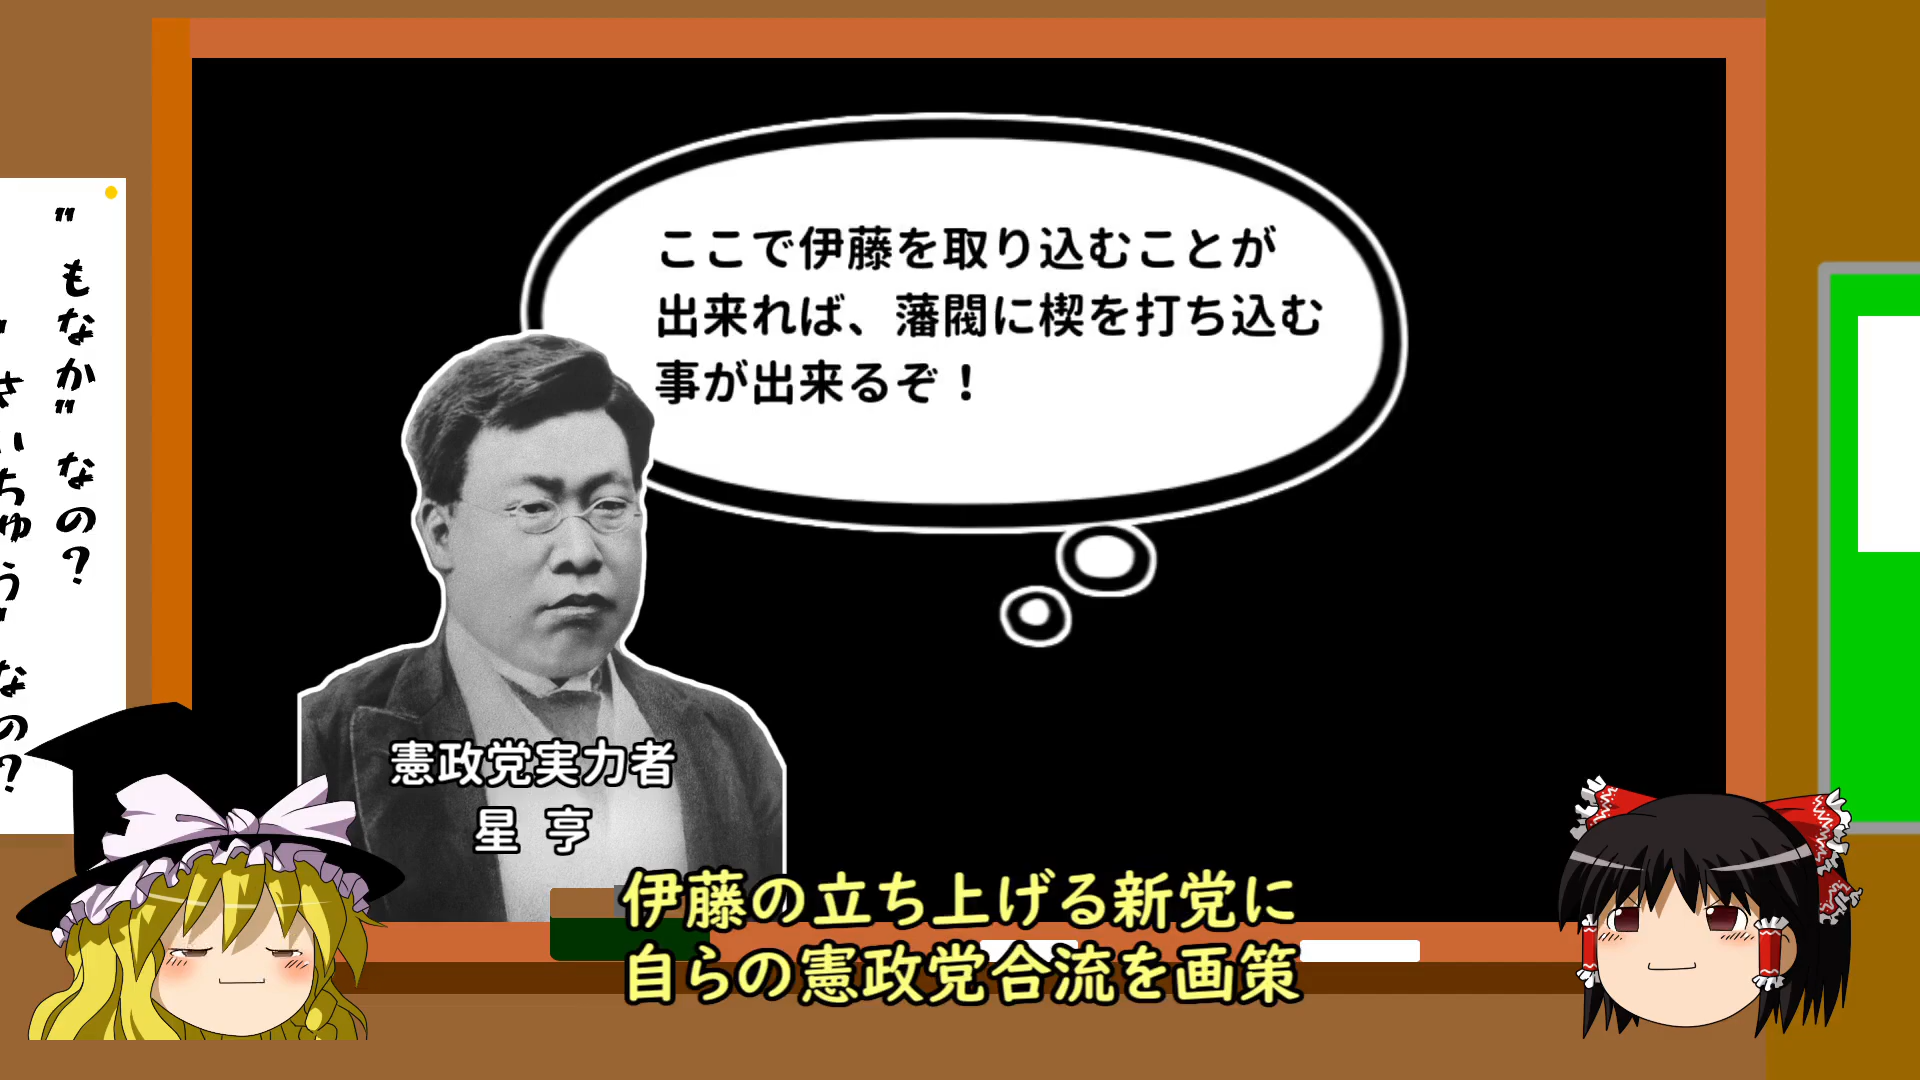 "もなか"なの?
"さいちゅう"なの?
ここで伊藤を取り込むことが
出来れば、藩閥に楔を打ち込む
事が出来るぞ！
憲政党実力者
星 亨
伊藤の立ち上げる新党に
自らの憲政党合流を画策